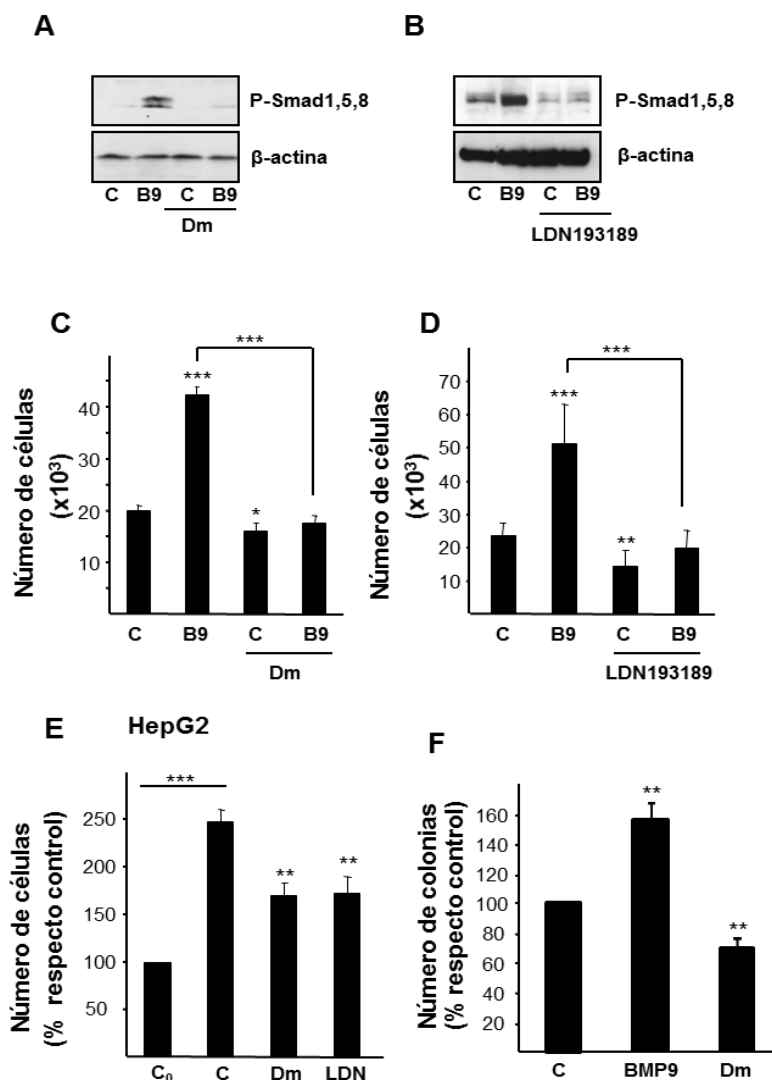 A
P-Smad1,5,8
β-actina
C B9 C B9
Dm
B
P-Smad1,5,8
β-actina
C B9 C B9
LDN193189
C
Número de células
(x10³)
40
30
20
10
***
***
*
C B9 C B9
Dm
D
Número de células
(x10³)
70
60
50
40
30
20
10
***
***
**
C B9 C B9
LDN193189
E HepG2
Número de células
(% respecto control)
250
200
150
100
50
***
** **
C₀ C Dm LDN
F
Número de colonias
(% respecto control)
160
140
120
100
80
60
40
20
**
**
C BMP9 Dm